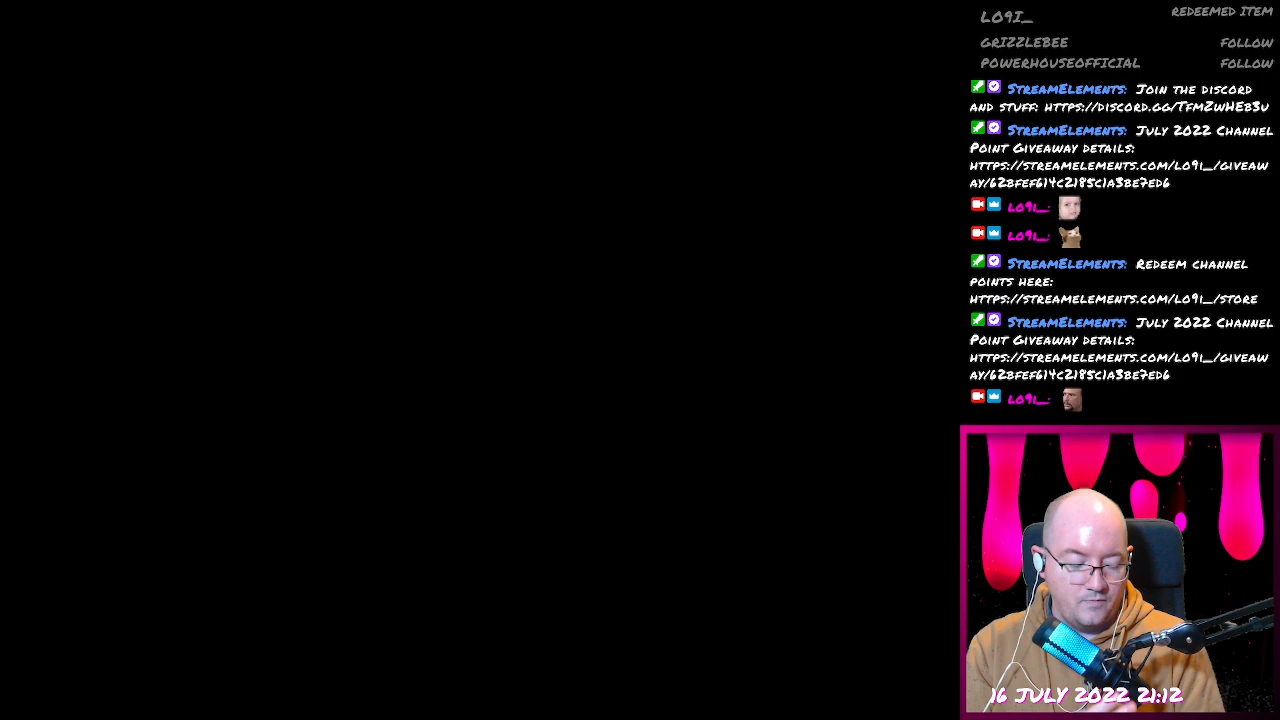 LO9I_ REDEEMED ITEM
GRIZZLEBEE FOLLOW
POWERHOUSEOFFICIAL FOLLOW
StreamElements: Join the discord
and stuff: https://discord.gg/TfmZwHE83u
StreamElements: July 2022 Channel
Point Giveaway details:
https://streamelements.com/lo9i_/giveaw
ay/62bfef614c2185c1a3be7ed6
lo9i_:
lo9i_:
StreamElements: Redeem channel
points here:
https://streamelements.com/lo9i_/store
StreamElements: July 2022 Channel
Point Giveaway details:
https://streamelements.com/lo9i_/giveaw
ay/62bfef614c2185c1a3be7ed6
lo9i_:
16 JULY 2022 21:12